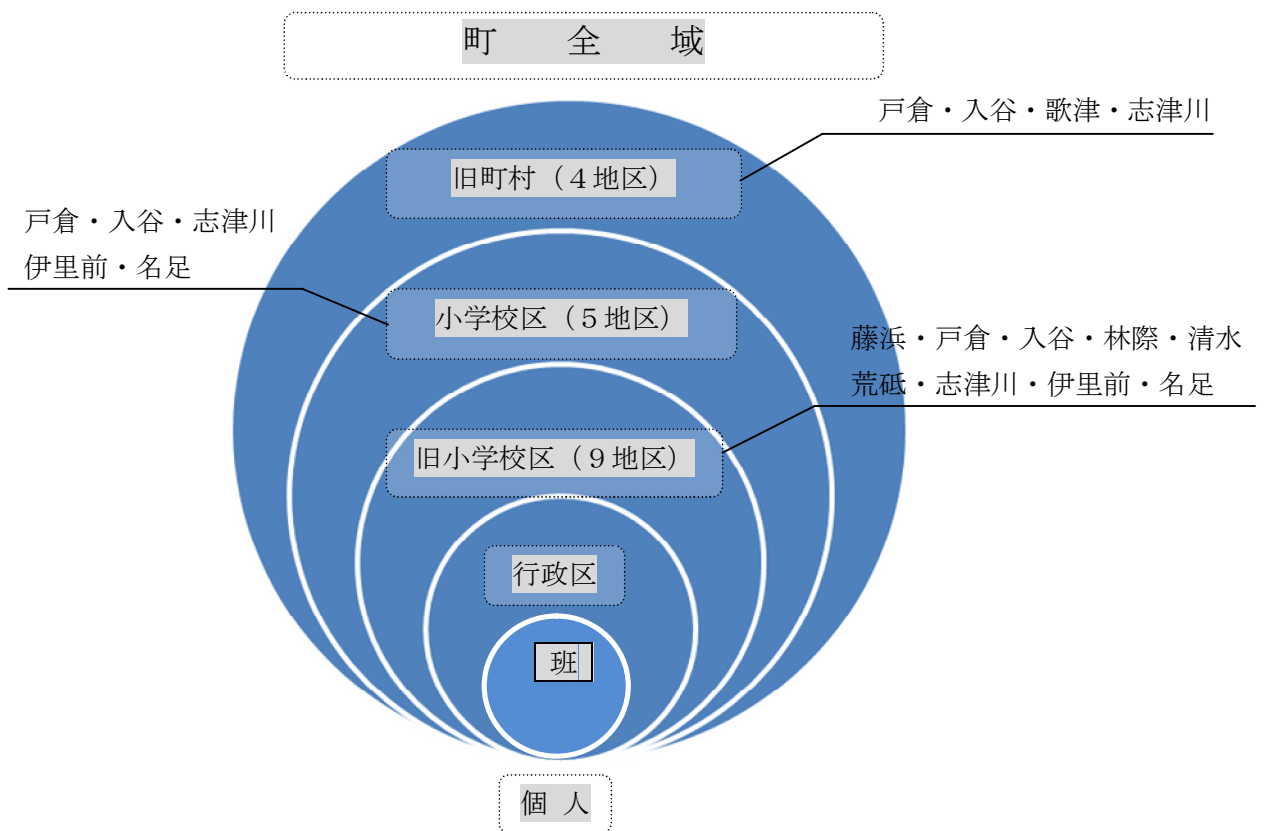 町　全　域
戸倉・入谷・歌津・志津川
旧町村（４地区）
戸倉・入谷・志津川
伊里前・名足
小学校区（５地区）
藤浜・戸倉・入谷・林際・清水
荒砥・志津川・伊里前・名足
旧小学校区（９地区）
行政区
班
個 人